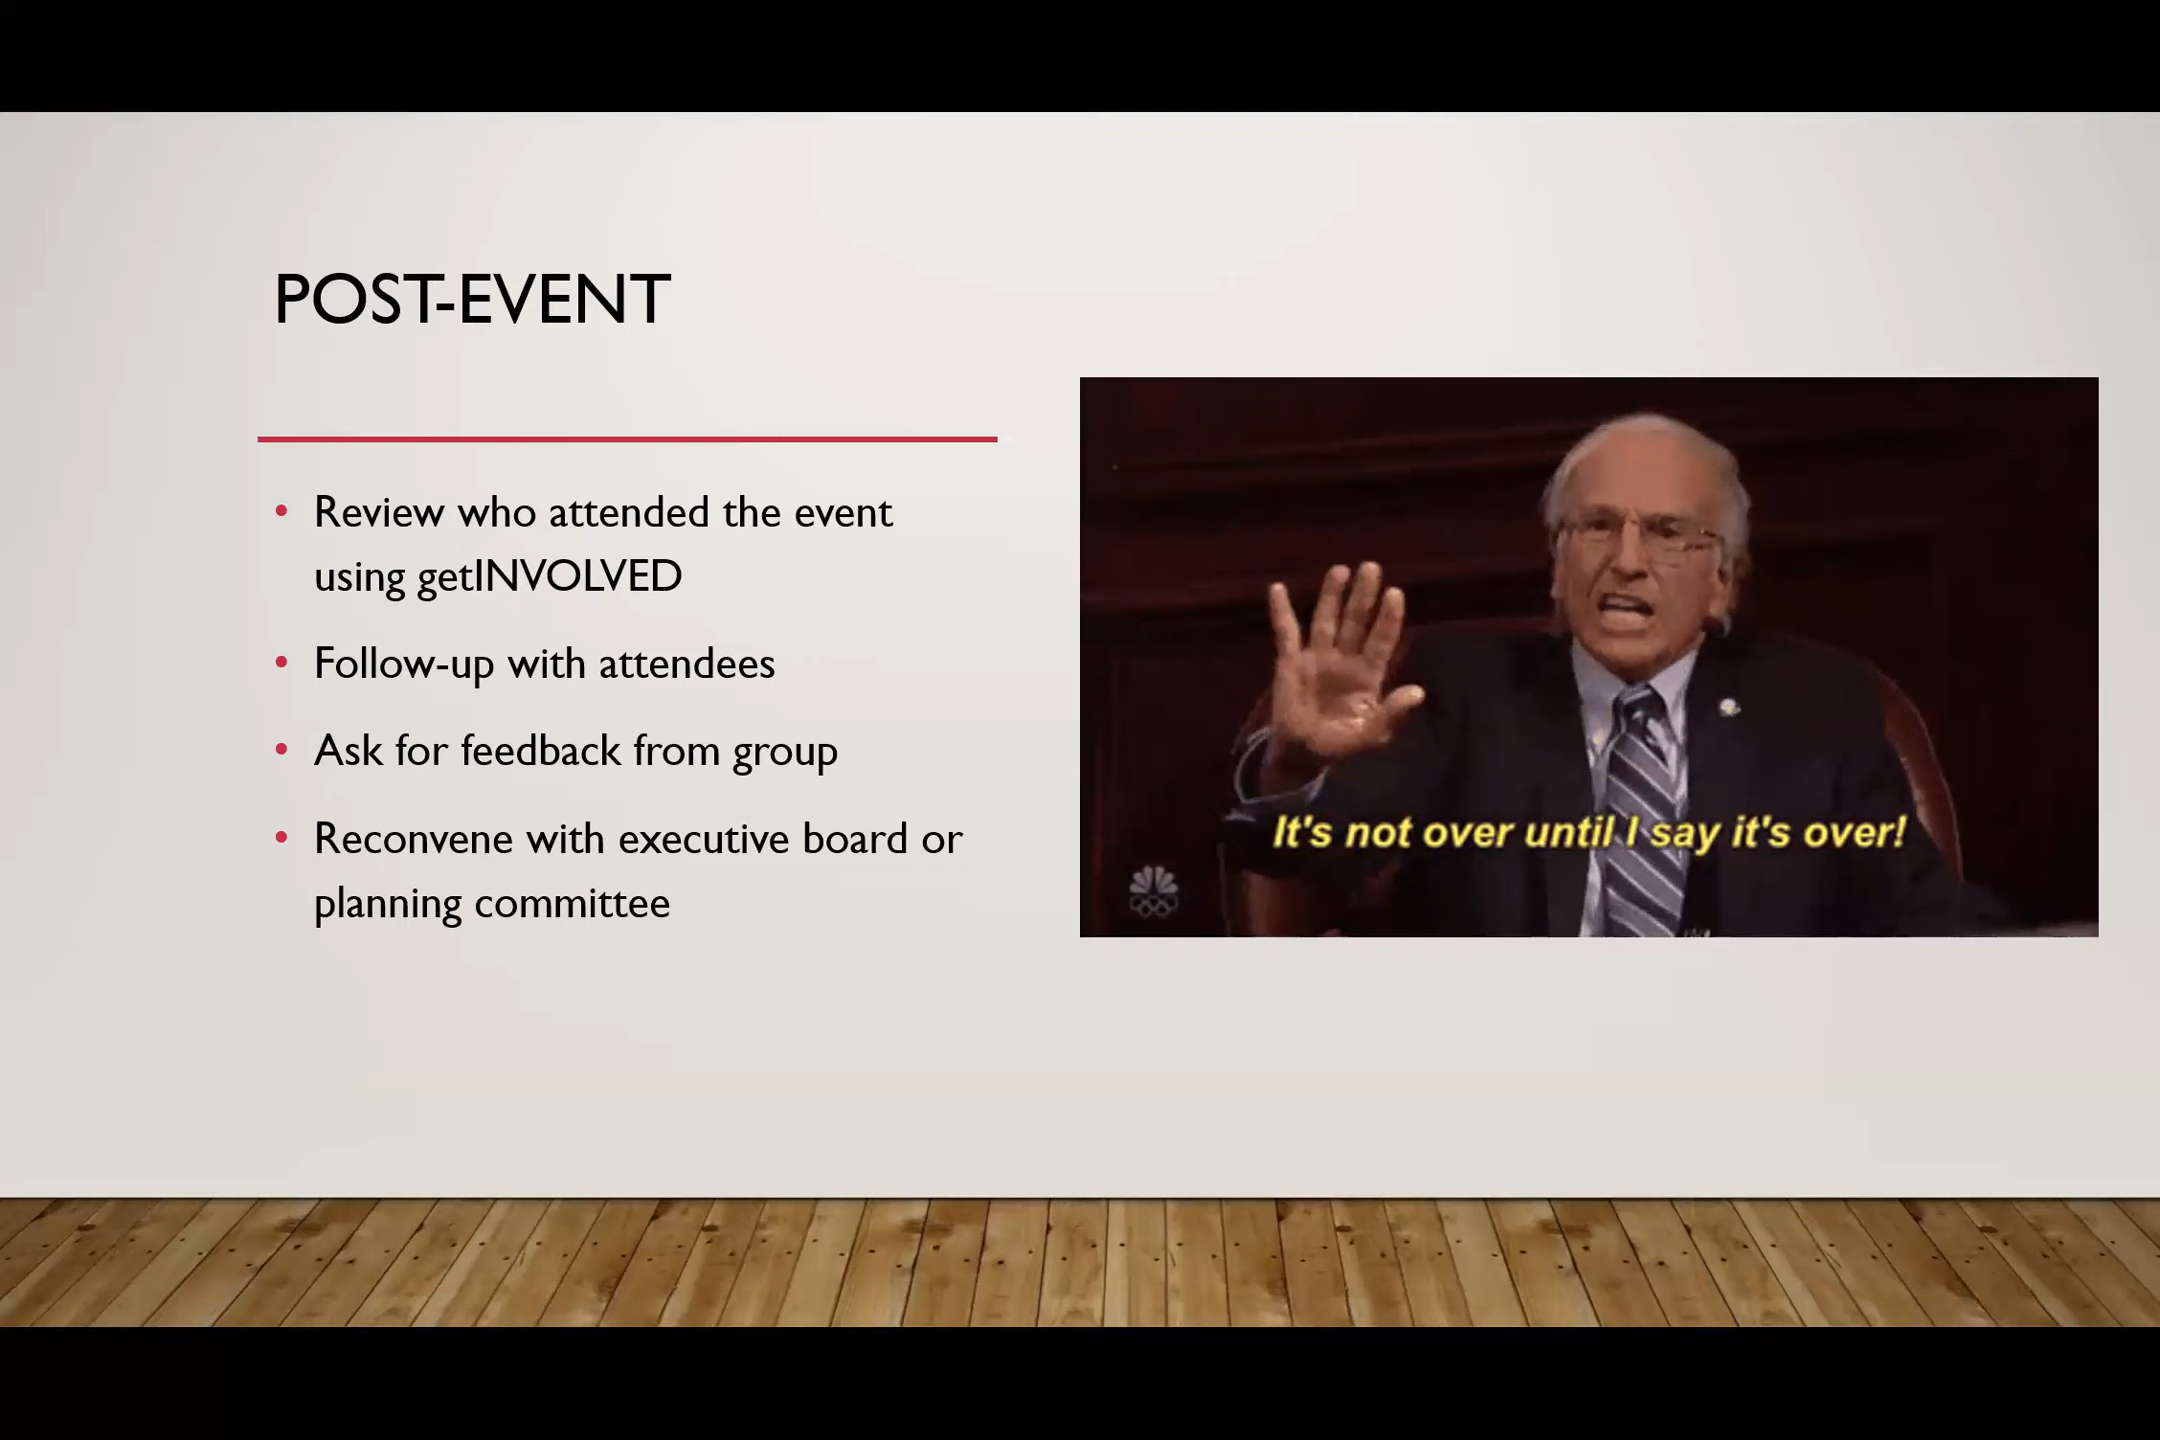 POST-EVENT
• Review who attended the event
using getINVOLVED
• Follow-up with attendees
• Ask for feedback from group
• Reconvene with executive board or
planning committee
It's not over until I say it's over!